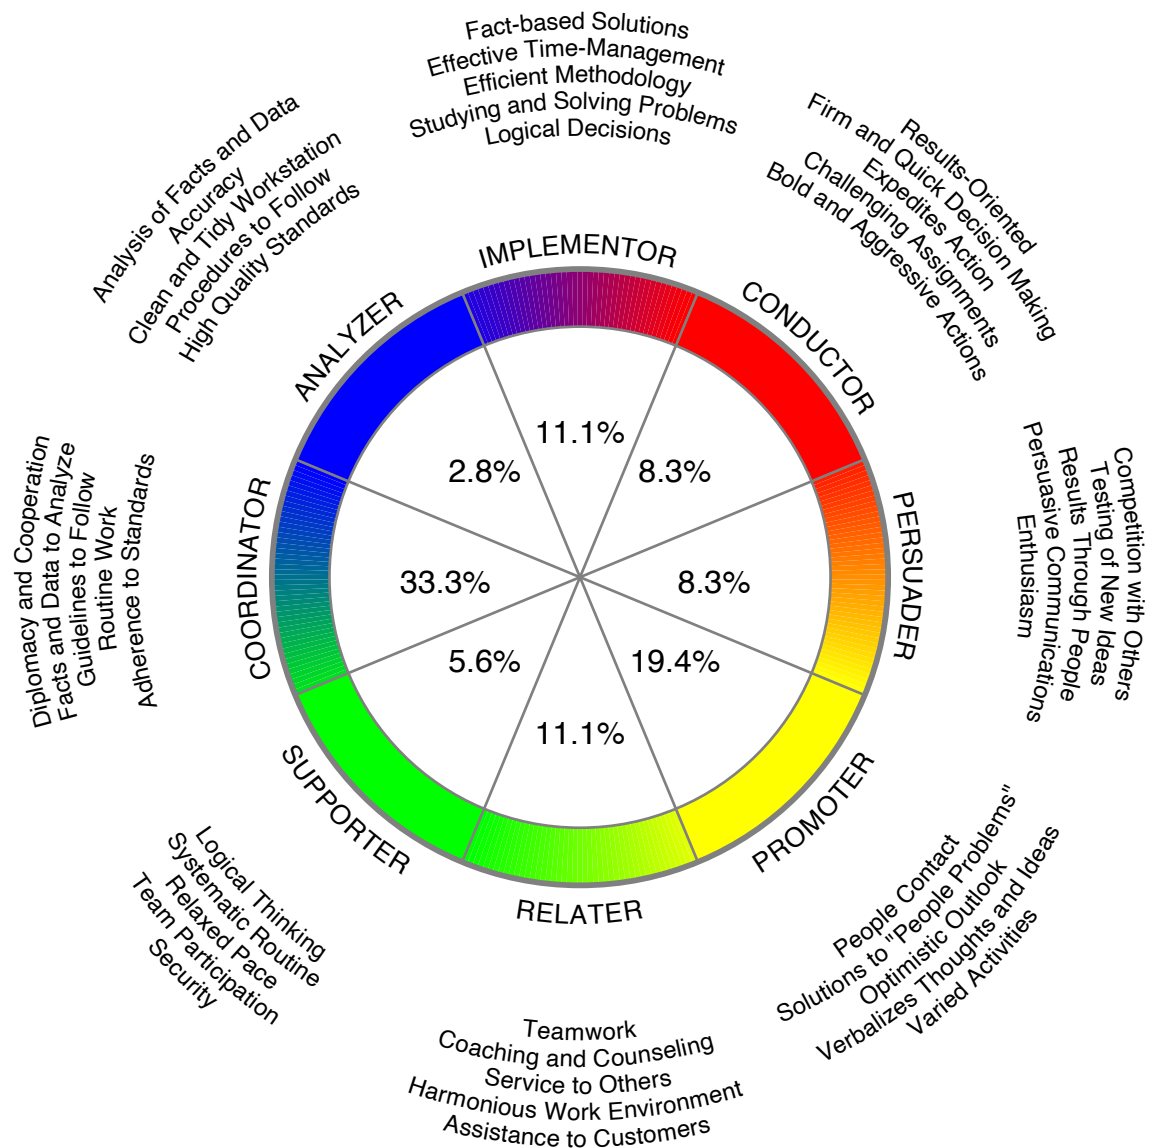 Fact-based Solutions
Effective Time-Management
Efficient Methodology
Studying and Solving Problems
Logical Decisions
IMPLEMENTOR
11.1%
Results-Oriented
Firm and Quick Decision Making
Expedites Action
Challenging Assignments
Bold and Aggressive Actions
CONDUCTOR
8.3%
Competition with Others
Testing of New Ideas
Results Through People
Persuasive Communications
Enthusiasm
PERSUADER
8.3%
People Contact
Solutions to "People Problems"
Optimistic Outlook
Verbalizes Thoughts and Ideas
Varied Activities
PROMOTER
19.4%
RELATER
11.1%
Teamwork
Coaching and Counseling
Service to Others
Harmonious Work Environment
Assistance to Customers
SUPPORTER
5.6%
Logical Thinking
Systematic Routine
Relaxed Pace
Team Participation
Security
COORDINATOR
33.3%
Diplomacy and Cooperation
Facts and Data to Analyze
Guidelines to Follow
Routine Work
Adherence to Standards
ANALYZER
2.8%
Analysis of Facts and Data
Accuracy
Clean and Tidy Workstation
Procedures to Follow
High Quality Standards